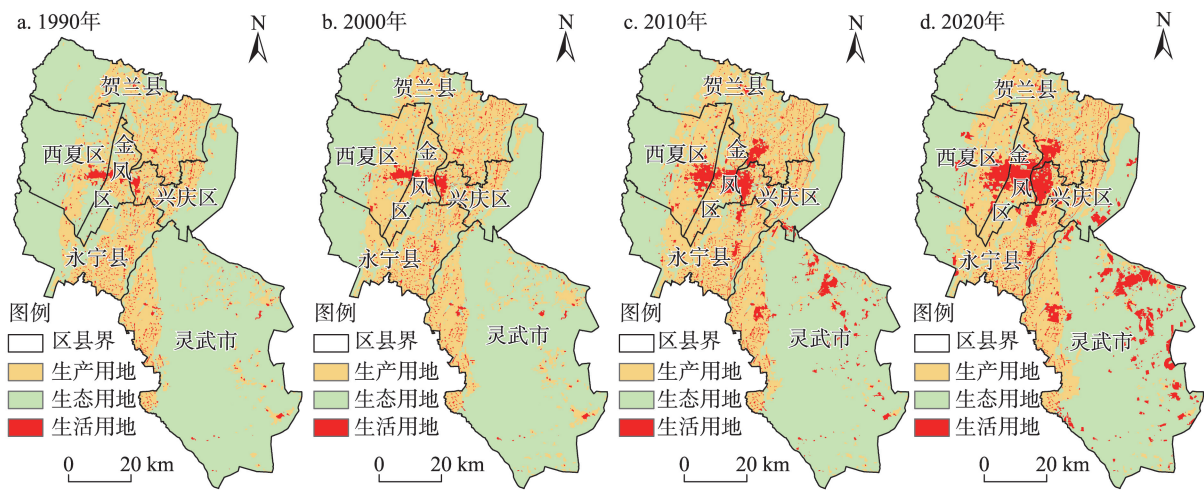 a. 1990年
N
贺兰县
西夏区
金
凤
区
兴庆区
永宁县
灵武市
图例
区县界
生产用地
生态用地
生活用地
0 20 km
b. 2000年
N
贺兰县
西夏区
金
凤
区
兴庆区
永宁县
灵武市
图例
区县界
生产用地
生态用地
生活用地
0 20 km
c. 2010年
N
贺兰县
西夏区
金
凤
区
兴庆区
永宁县
灵武市
图例
区县界
生产用地
生态用地
生活用地
0 20 km
d. 2020年
N
贺兰县
西夏区
金
凤
区
兴庆区
永宁县
灵武市
图例
区县界
生产用地
生态用地
生活用地
0 20 km